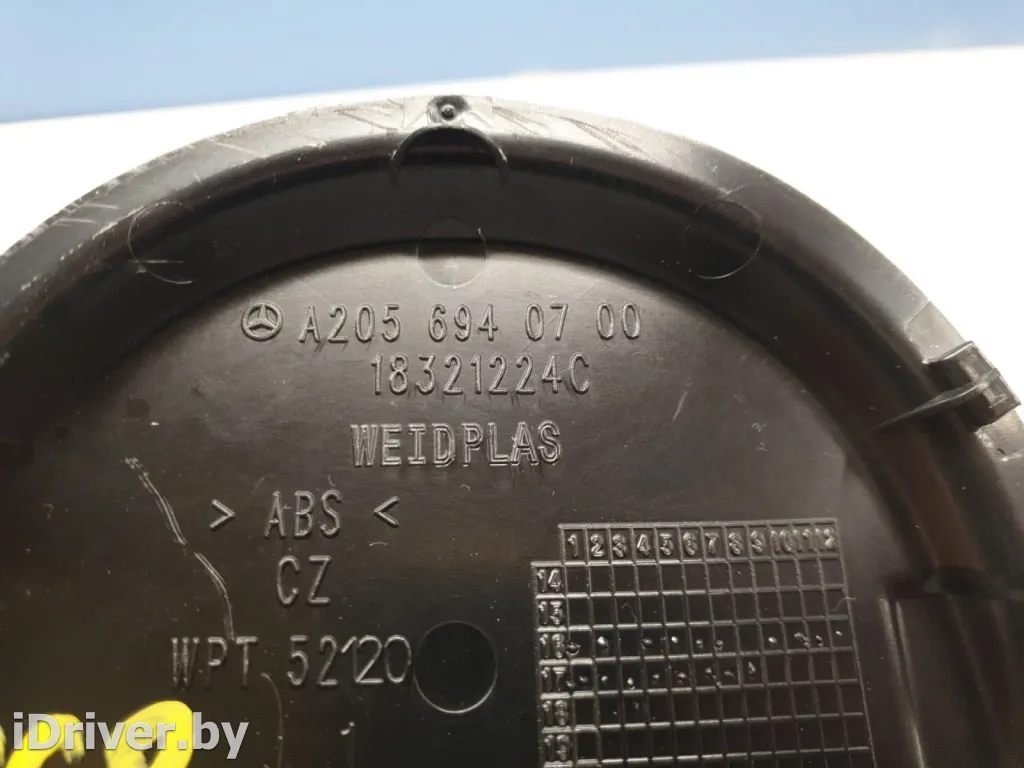 A205 694 07 00
18321224C
WEIDPLAS
> ABS <
CZ
WPT 52120
1 2 3 4 5 6 7 8 9 10 11 12
14
15
16
17
18
19
iDriver.by